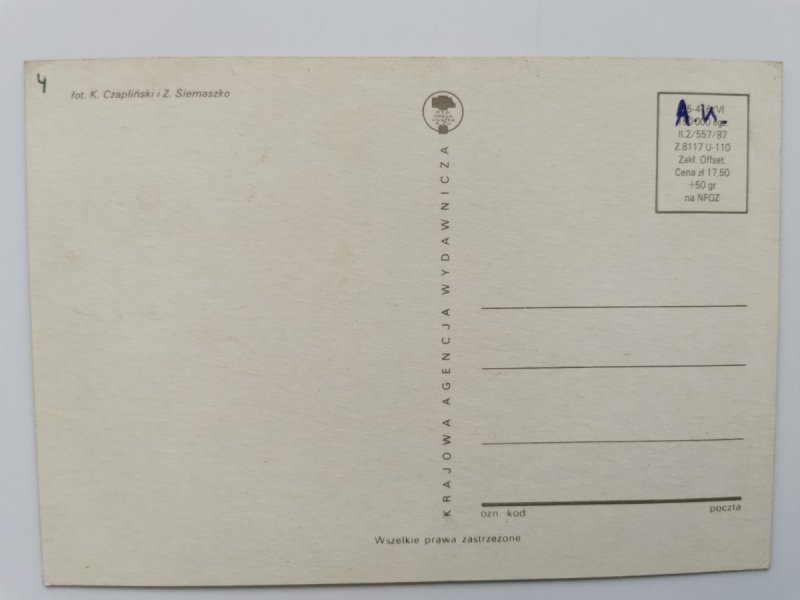 4
fot. K. Czapliński i Z. Siemaszko
KRAJOWA AGENCJA WYDAWNICZA
A.U.
II.2/557/87
Z.8117 U-110
Zakł. Offset.
Cena zł 17,50
+50 gr
na NFOZ
ozn. kod.
poczta
Wszelkie prawa zastrzeżone